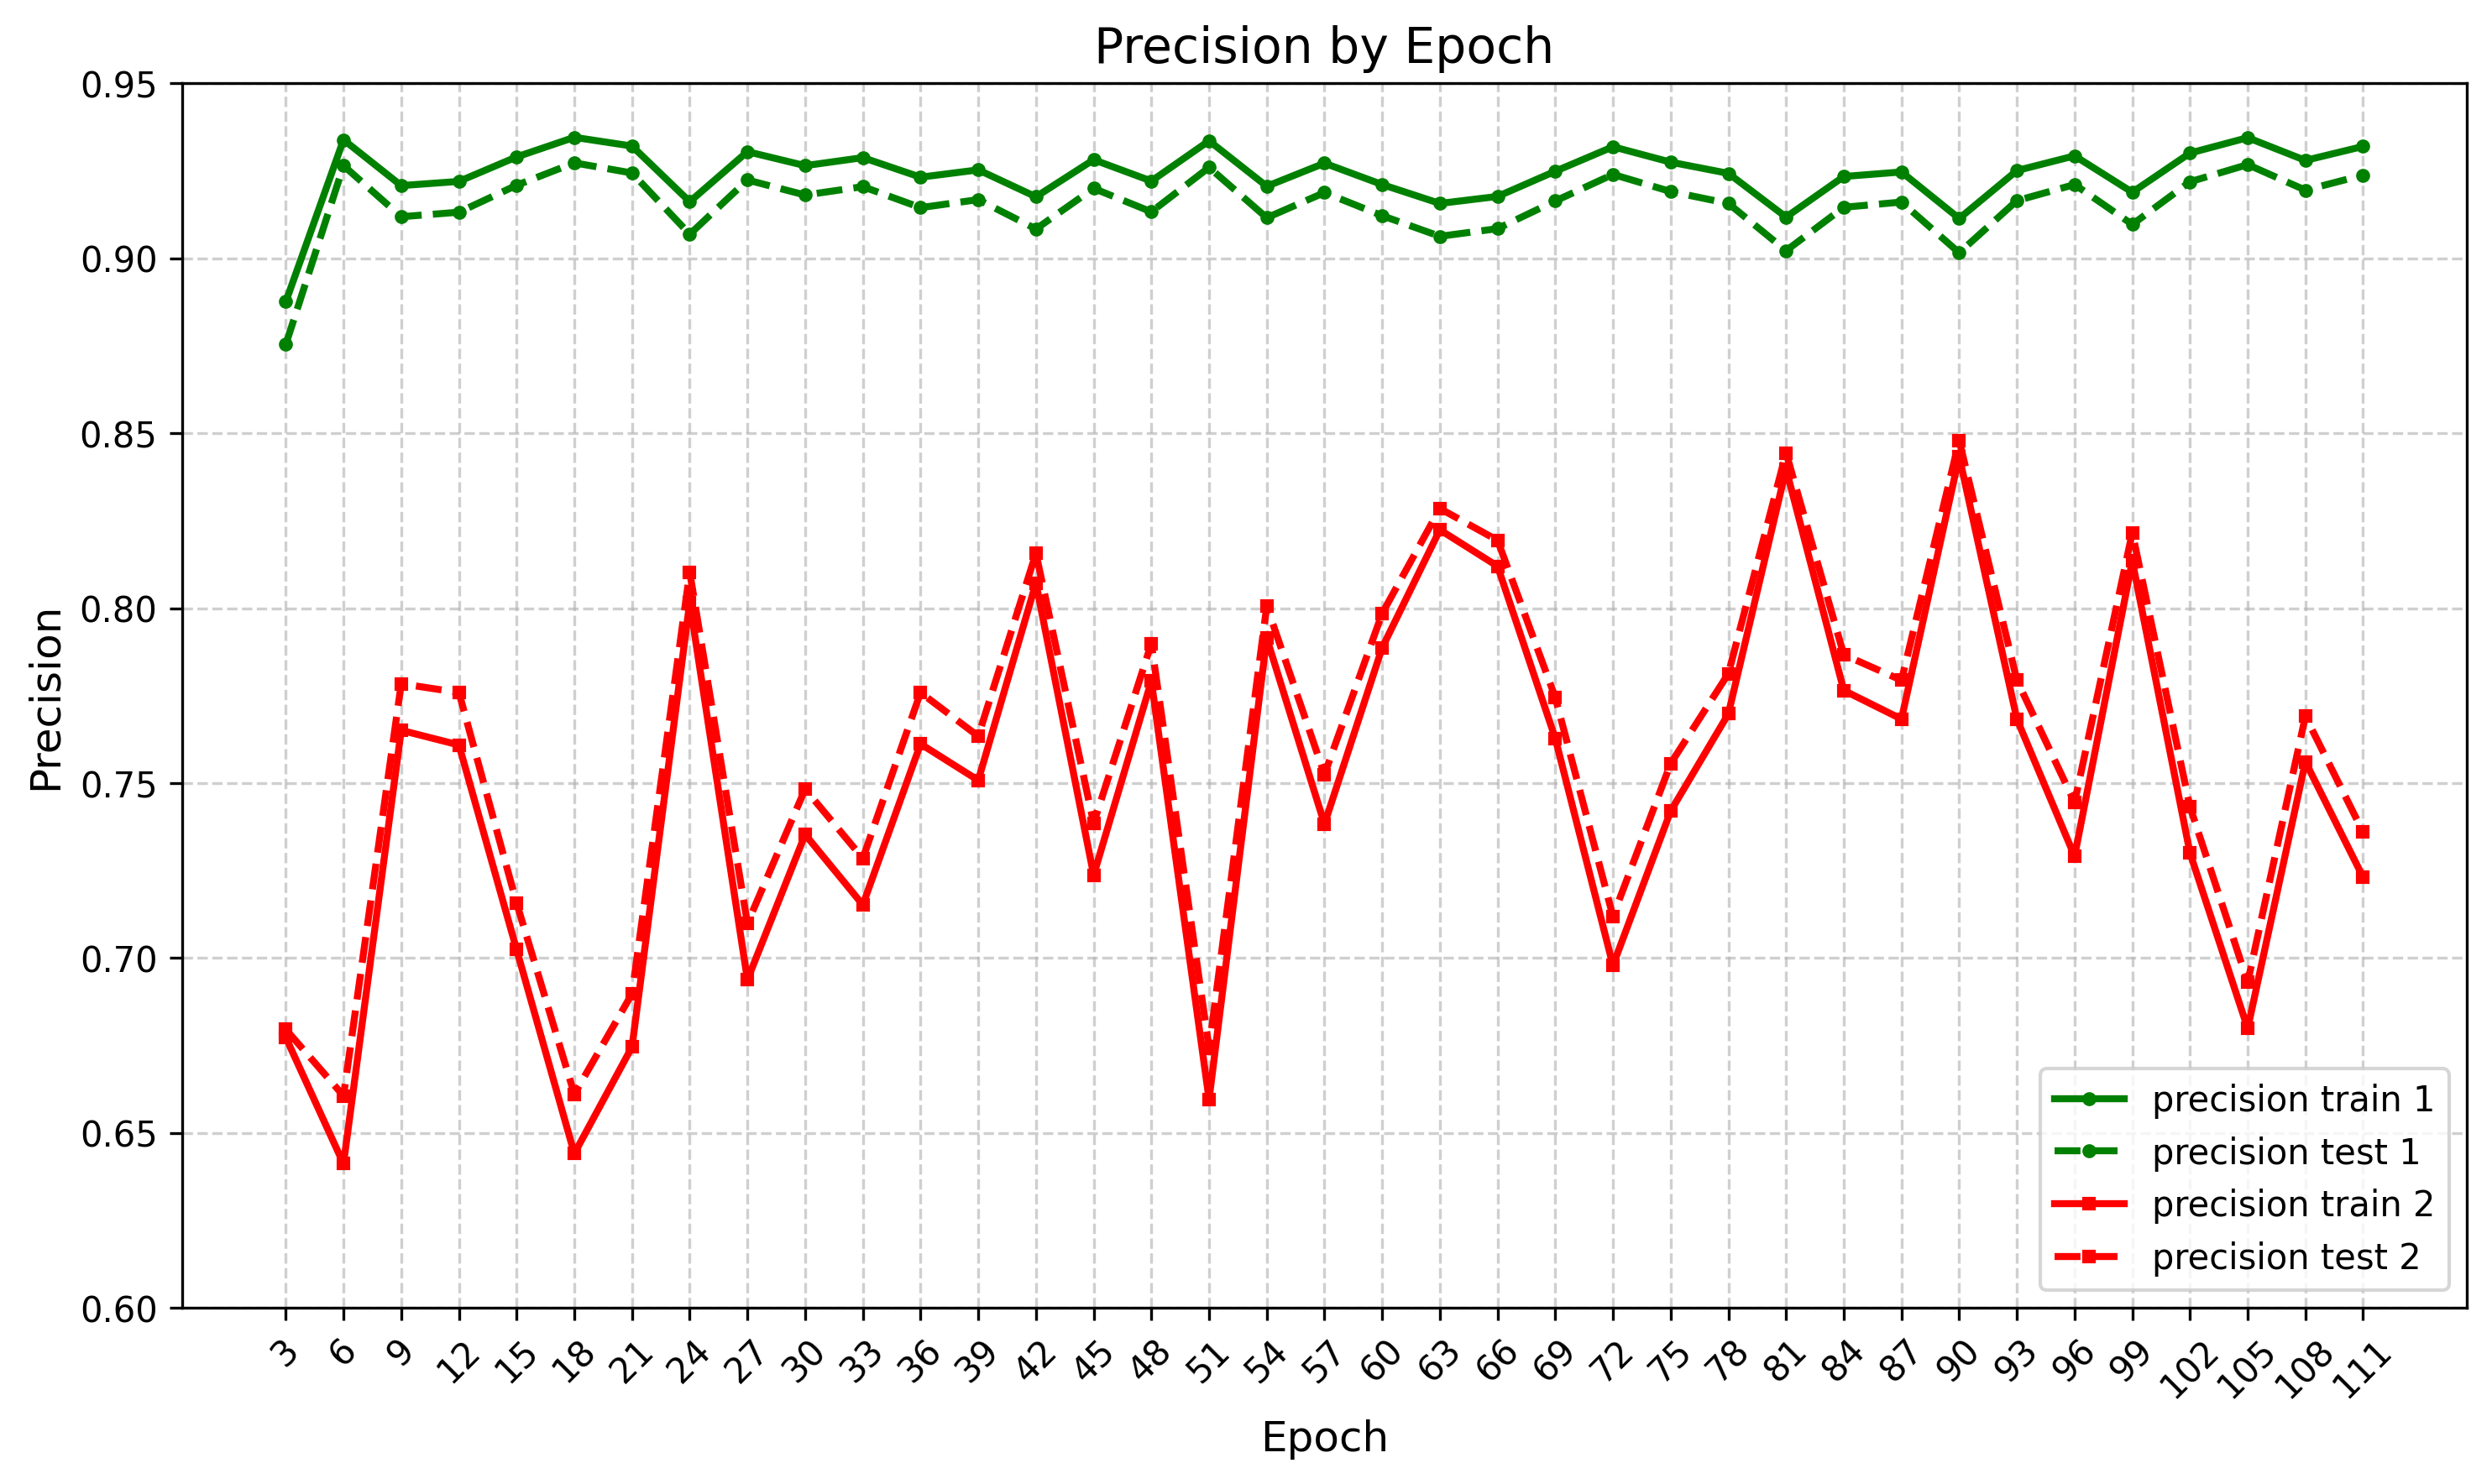 Precision by Epoch
0.95
0.90
0.85
0.80
0.75
0.70
0.65
0.60
Precision
precision train 1
precision test 1
precision train 2
precision test 2
3 6 9 12 15 18 21 24 27 30 33 36 39 42 45 48 51 54 57 60 63 66 69 72 75 78 81 84 87 90 93 96 99 102 105 108 111
Epoch